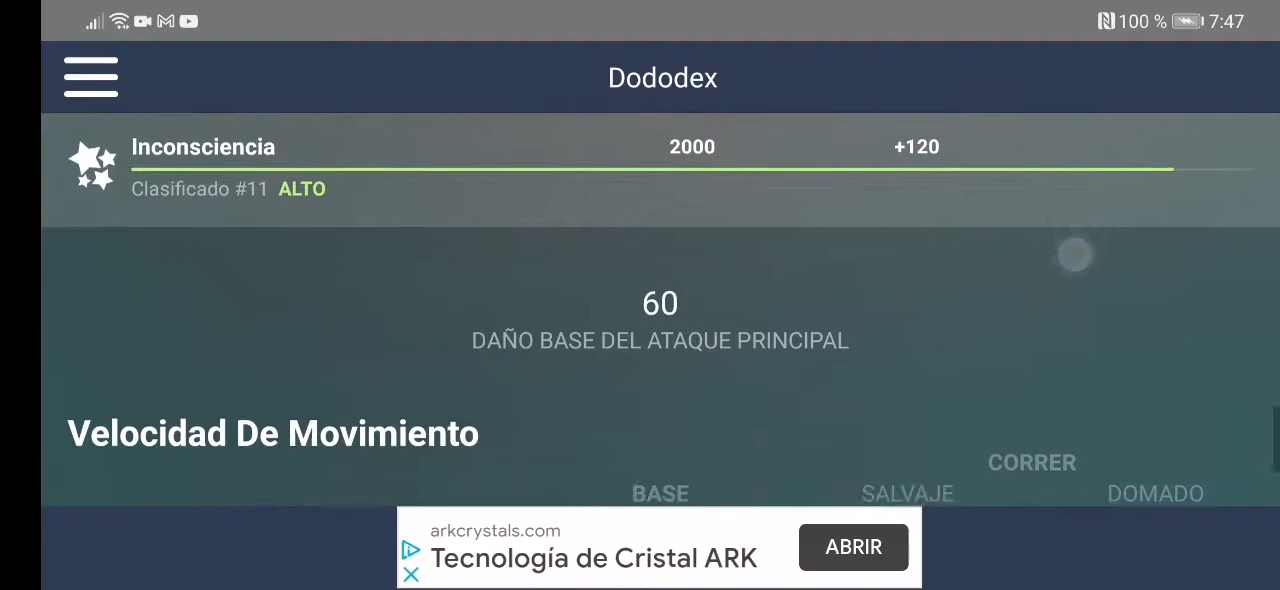 100 % 7:47
Dododex
Inconsciencia 2000 +120
Clasificado #11 ALTO
60
DAÑO BASE DEL ATAQUE PRINCIPAL
Velocidad De Movimiento
CORRER
BASE SALVAJE DOMADO
arkcrystals.com
Tecnología de Cristal ARK
ABRIR